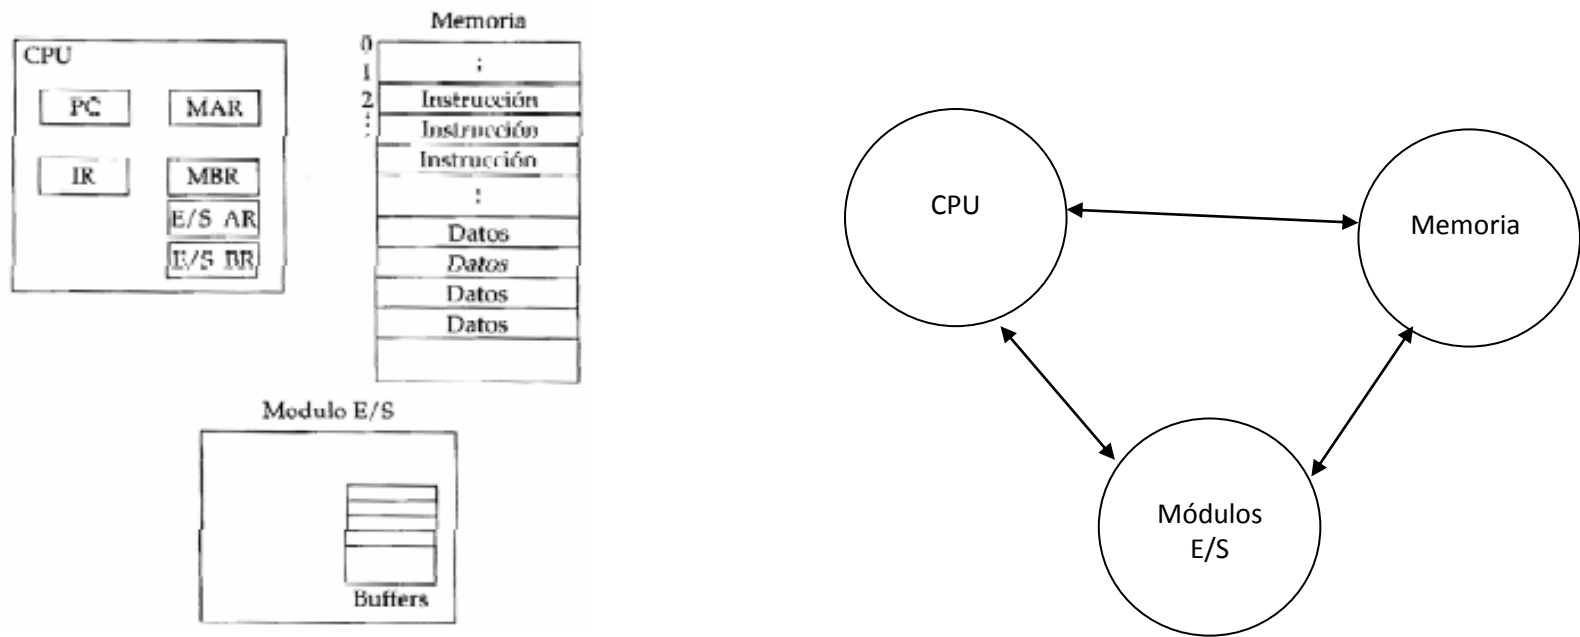 Memoria
CPU
PC
MAR
IR
MBR
E/S AR
E/S BR
0
1
2
⋮
⋮
Instrucción
Instrucción
Instrucción
⋮
Datos
Datos
Datos
Datos
Modulo E/S
Buffers
CPU
Memoria
Módulos
E/S